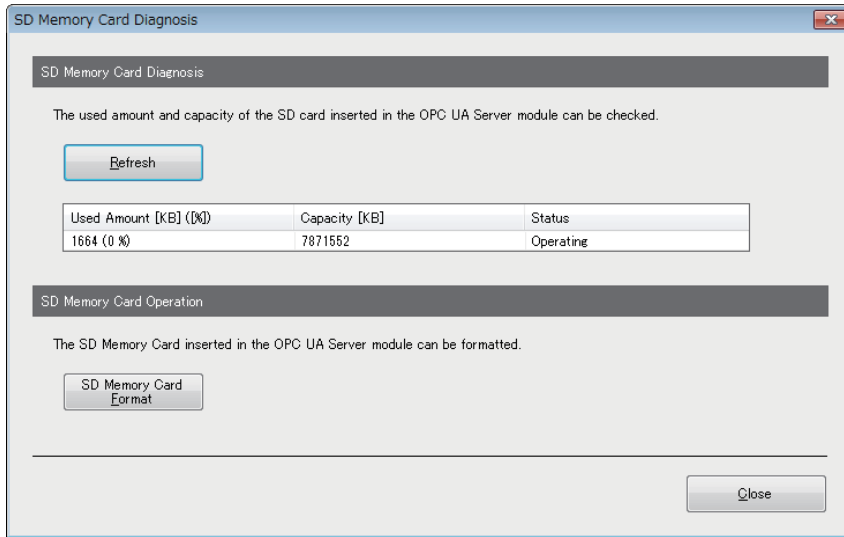 SD Memory Card Diagnosis
SD Memory Card Diagnosis
The used amount and capacity of the SD card inserted in the OPC UA Server module can be checked.
Refresh
Used Amount [KB] ([%]) Capacity [KB] Status
1664 (0 %) 7871552 Operating
SD Memory Card Operation
The SD Memory Card inserted in the OPC UA Server module can be formatted.
SD Memory Card
Format
Close